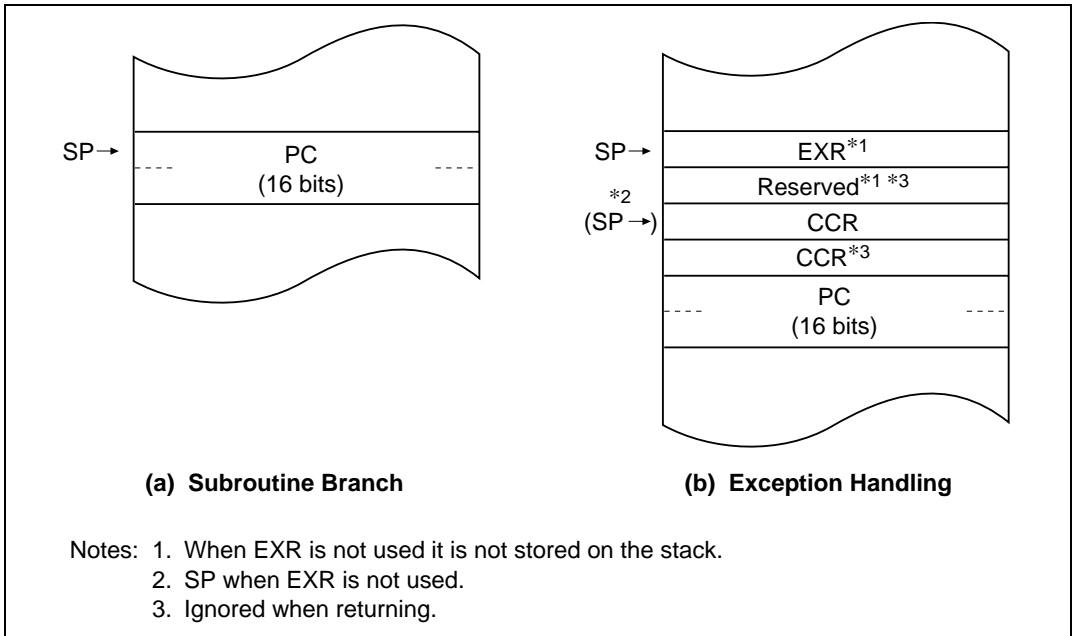 SP→
PC
(16 bits)
(a) Subroutine Branch
SP→
EXR*1
Reserved*1 *3
*2
(SP→)
CCR
CCR*3
PC
(16 bits)
(b) Exception Handling
Notes: 1. When EXR is not used it is not stored on the stack.
2. SP when EXR is not used.
3. Ignored when returning.